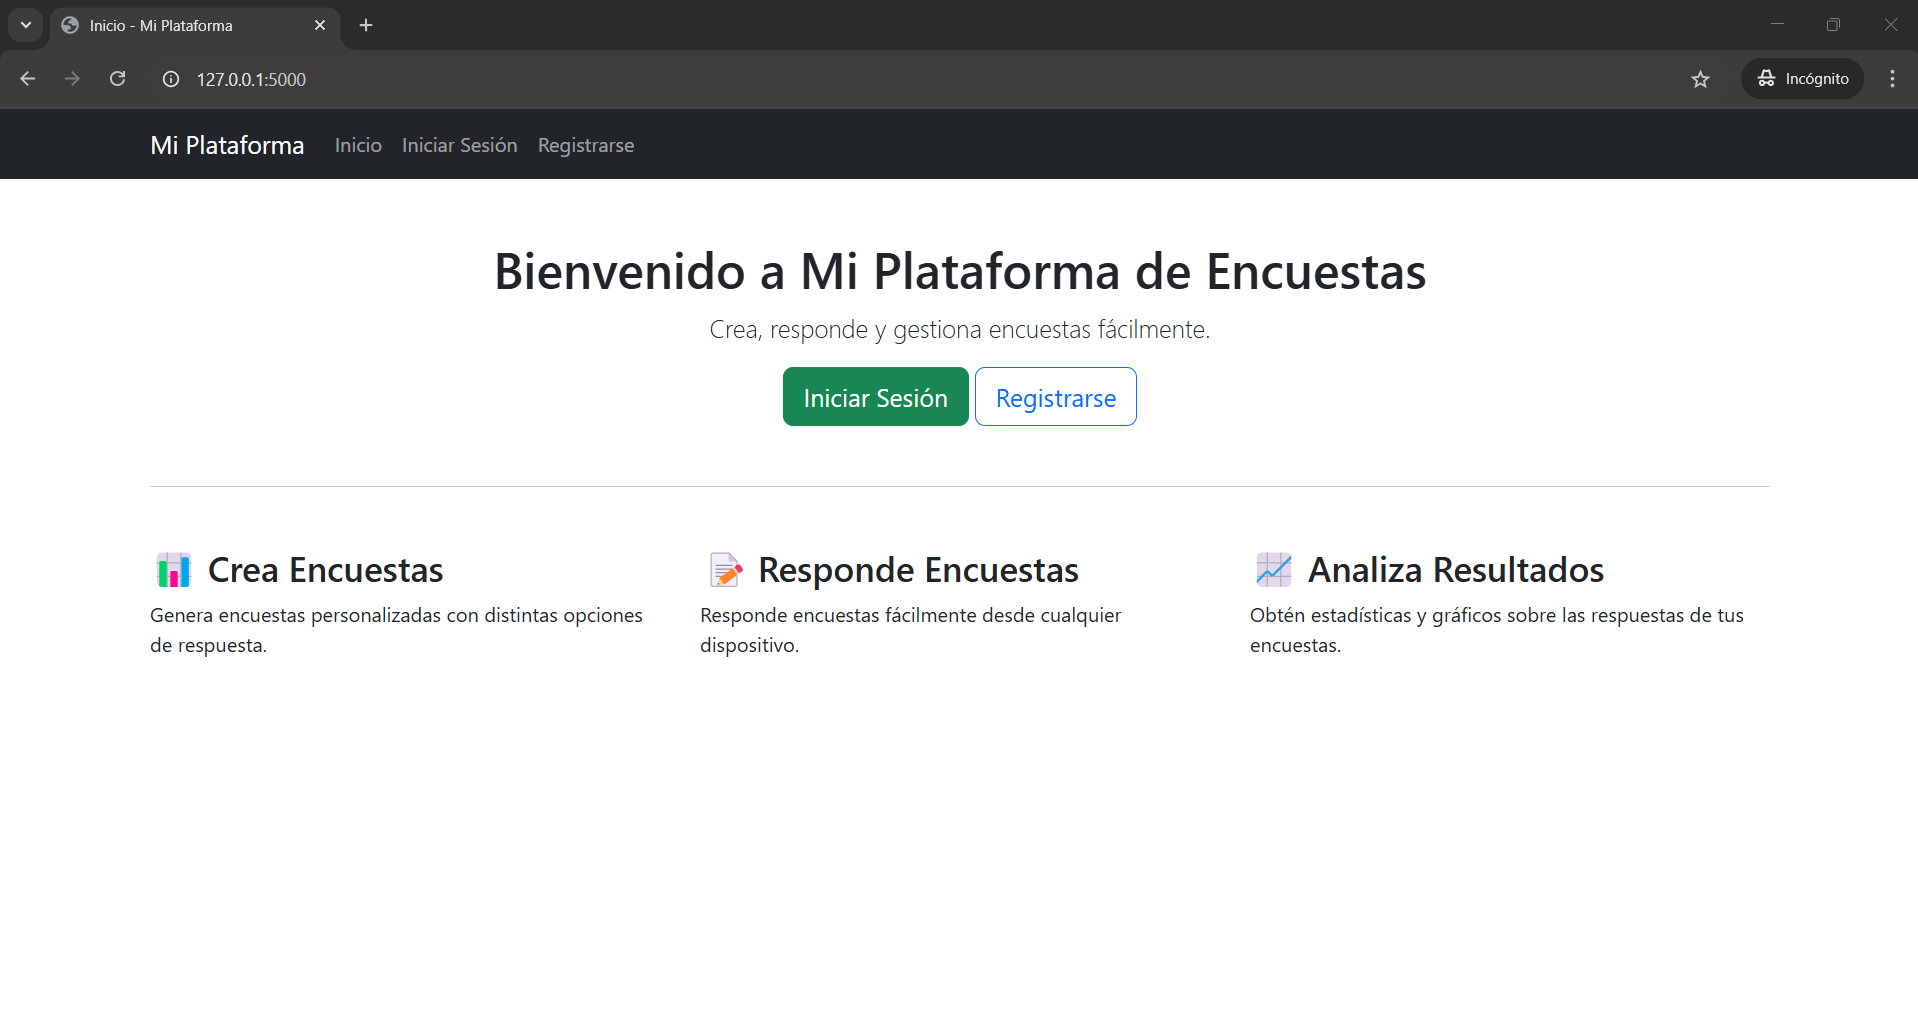 Inicio - Mi Plataforma
127.0.0.1:5000
Incógnito
Mi Plataforma Inicio Iniciar Sesión Registrarse
Bienvenido a Mi Plataforma de Encuestas
Crea, responde y gestiona encuestas fácilmente.
Iniciar Sesión Registrarse
Crea Encuestas
Genera encuestas personalizadas con distintas opciones
de respuesta.
Responde Encuestas
Responde encuestas fácilmente desde cualquier
dispositivo.
Analiza Resultados
Obtén estadísticas y gráficos sobre las respuestas de tus
encuestas.